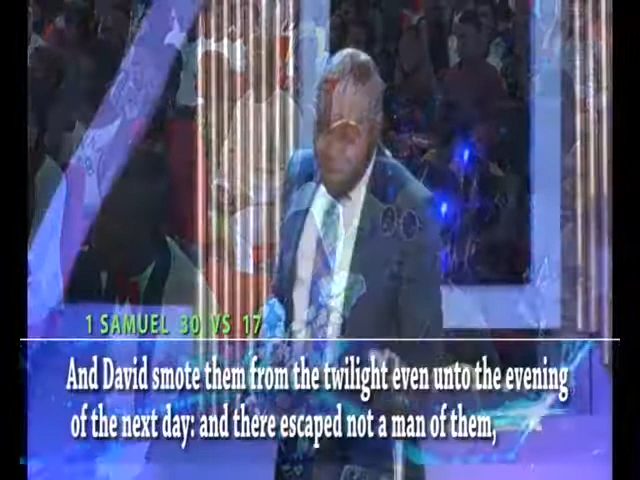 1 SAMUEL 30 VS 17
And David smote them from the twilight even unto the evening
of the next day: and there escaped not a man of them,